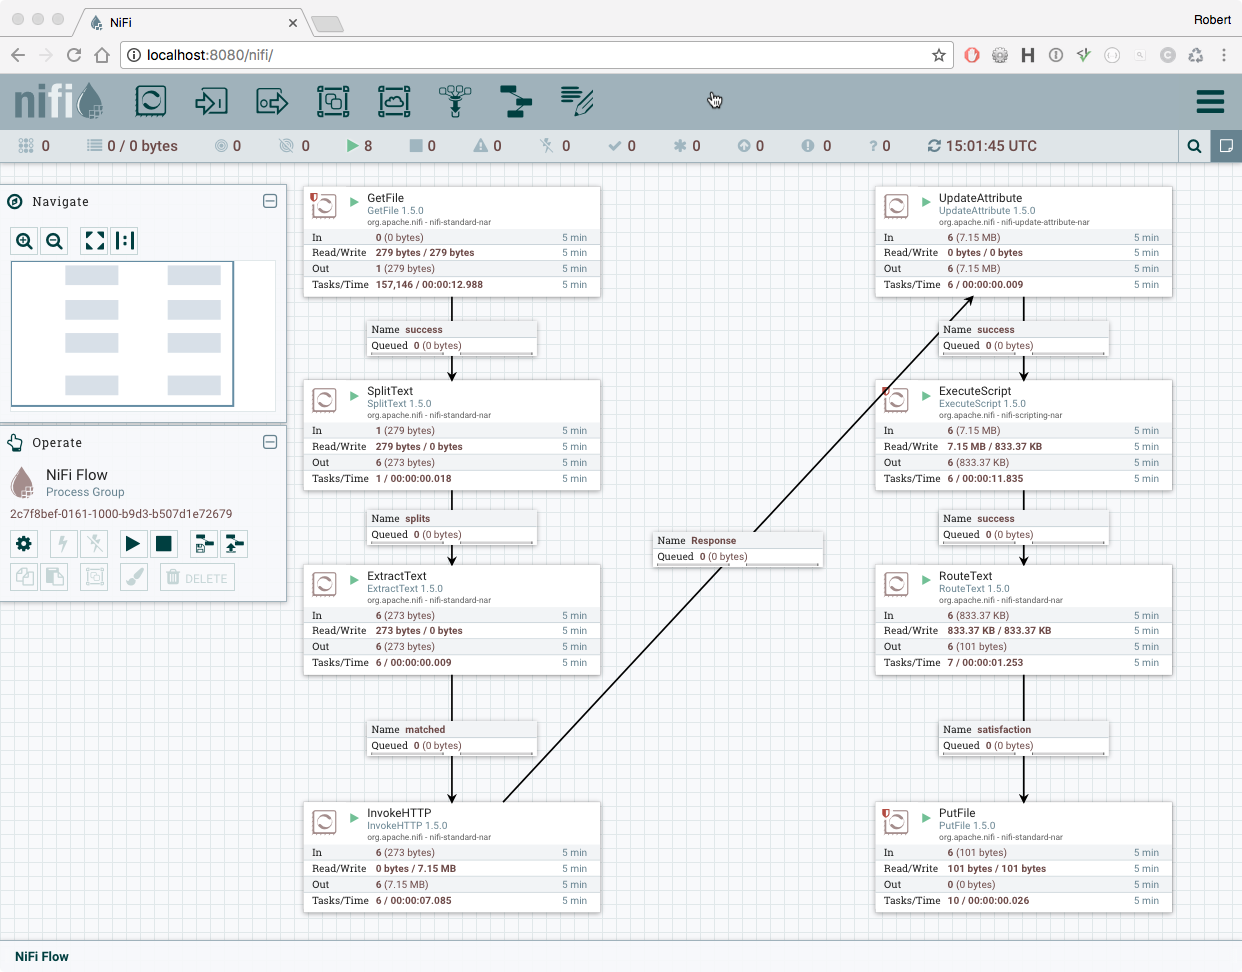 NiFi
Robert
localhost:8080/nifi/
nifi
0
0 / 0 bytes
0
0
8
0
0
0
0
0
0
0
? 0
15:01:45 UTC
Navigate
Operate
NiFi Flow
Process Group
2c7f8bef-0161-1000-b9d3-b507d1e72679
DELETE
GetFile
GetFile 1.5.0
org.apache.nifi - nifi-standard-nar
In 0 (0 bytes) 5 min
Read/Write 279 bytes / 279 bytes 5 min
Out 1 (279 bytes) 5 min
Tasks/Time 157,146 / 00:00:12.988 5 min
Name success
Queued 0 (0 bytes)
SplitText
SplitText 1.5.0
org.apache.nifi - nifi-standard-nar
In 1 (279 bytes) 5 min
Read/Write 279 bytes / 0 bytes 5 min
Out 6 (273 bytes) 5 min
Tasks/Time 1 / 00:00:00.018 5 min
Name splits
Queued 0 (0 bytes)
ExtractText
ExtractText 1.5.0
org.apache.nifi - nifi-standard-nar
In 6 (273 bytes) 5 min
Read/Write 273 bytes / 0 bytes 5 min
Out 6 (273 bytes) 5 min
Tasks/Time 6 / 00:00:00.009 5 min
Name matched
Queued 0 (0 bytes)
InvokeHTTP
InvokeHTTP 1.5.0
org.apache.nifi - nifi-standard-nar
In 6 (273 bytes) 5 min
Read/Write 0 bytes / 7.15 MB 5 min
Out 6 (7.15 MB) 5 min
Tasks/Time 6 / 00:00:07.085 5 min
Name Response
Queued 0 (0 bytes)
UpdateAttribute
UpdateAttribute 1.5.0
org.apache.nifi - nifi-update-attribute-nar
In 6 (7.15 MB) 5 min
Read/Write 0 bytes / 0 bytes 5 min
Out 6 (7.15 MB) 5 min
Tasks/Time 6 / 00:00:00.009 5 min
Name success
Queued 0 (0 bytes)
ExecuteScript
ExecuteScript 1.5.0
org.apache.nifi - nifi-scripting-nar
In 6 (7.15 MB) 5 min
Read/Write 7.15 MB / 833.37 KB 5 min
Out 6 (833.37 KB) 5 min
Tasks/Time 6 / 00:00:11.835 5 min
Name success
Queued 0 (0 bytes)
RouteText
RouteText 1.5.0
org.apache.nifi - nifi-standard-nar
In 6 (833.37 KB) 5 min
Read/Write 833.37 KB / 833.37 KB 5 min
Out 6 (101 bytes) 5 min
Tasks/Time 7 / 00:00:01.253 5 min
Name satisfaction
Queued 0 (0 bytes)
PutFile
PutFile 1.5.0
org.apache.nifi - nifi-standard-nar
In 6 (101 bytes) 5 min
Read/Write 101 bytes / 101 bytes 5 min
Out 0 (0 bytes) 5 min
Tasks/Time 10 / 00:00:00.026 5 min
NiFi Flow